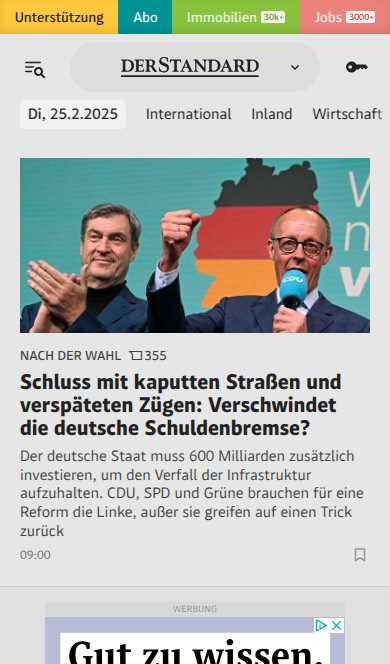 Unterstützung Abo Immobilien 30k+ Jobs 3000+
DERSTANDARD
Di, 25.2.2025 International Inland Wirtschaft
CDU
NACH DER WAHL 355
Schluss mit kaputten Straßen und
verspäteten Zügen: Verschwindet
die deutsche Schuldenbremse?
Der deutsche Staat muss 600 Milliarden zusätzlich
investieren, um den Verfall der Infrastruktur
aufzuhalten. CDU, SPD und Grüne brauchen für eine
Reform die Linke, außer sie greifen auf einen Trick
zurück
09:00
WERBUNG
Gut zu wissen.